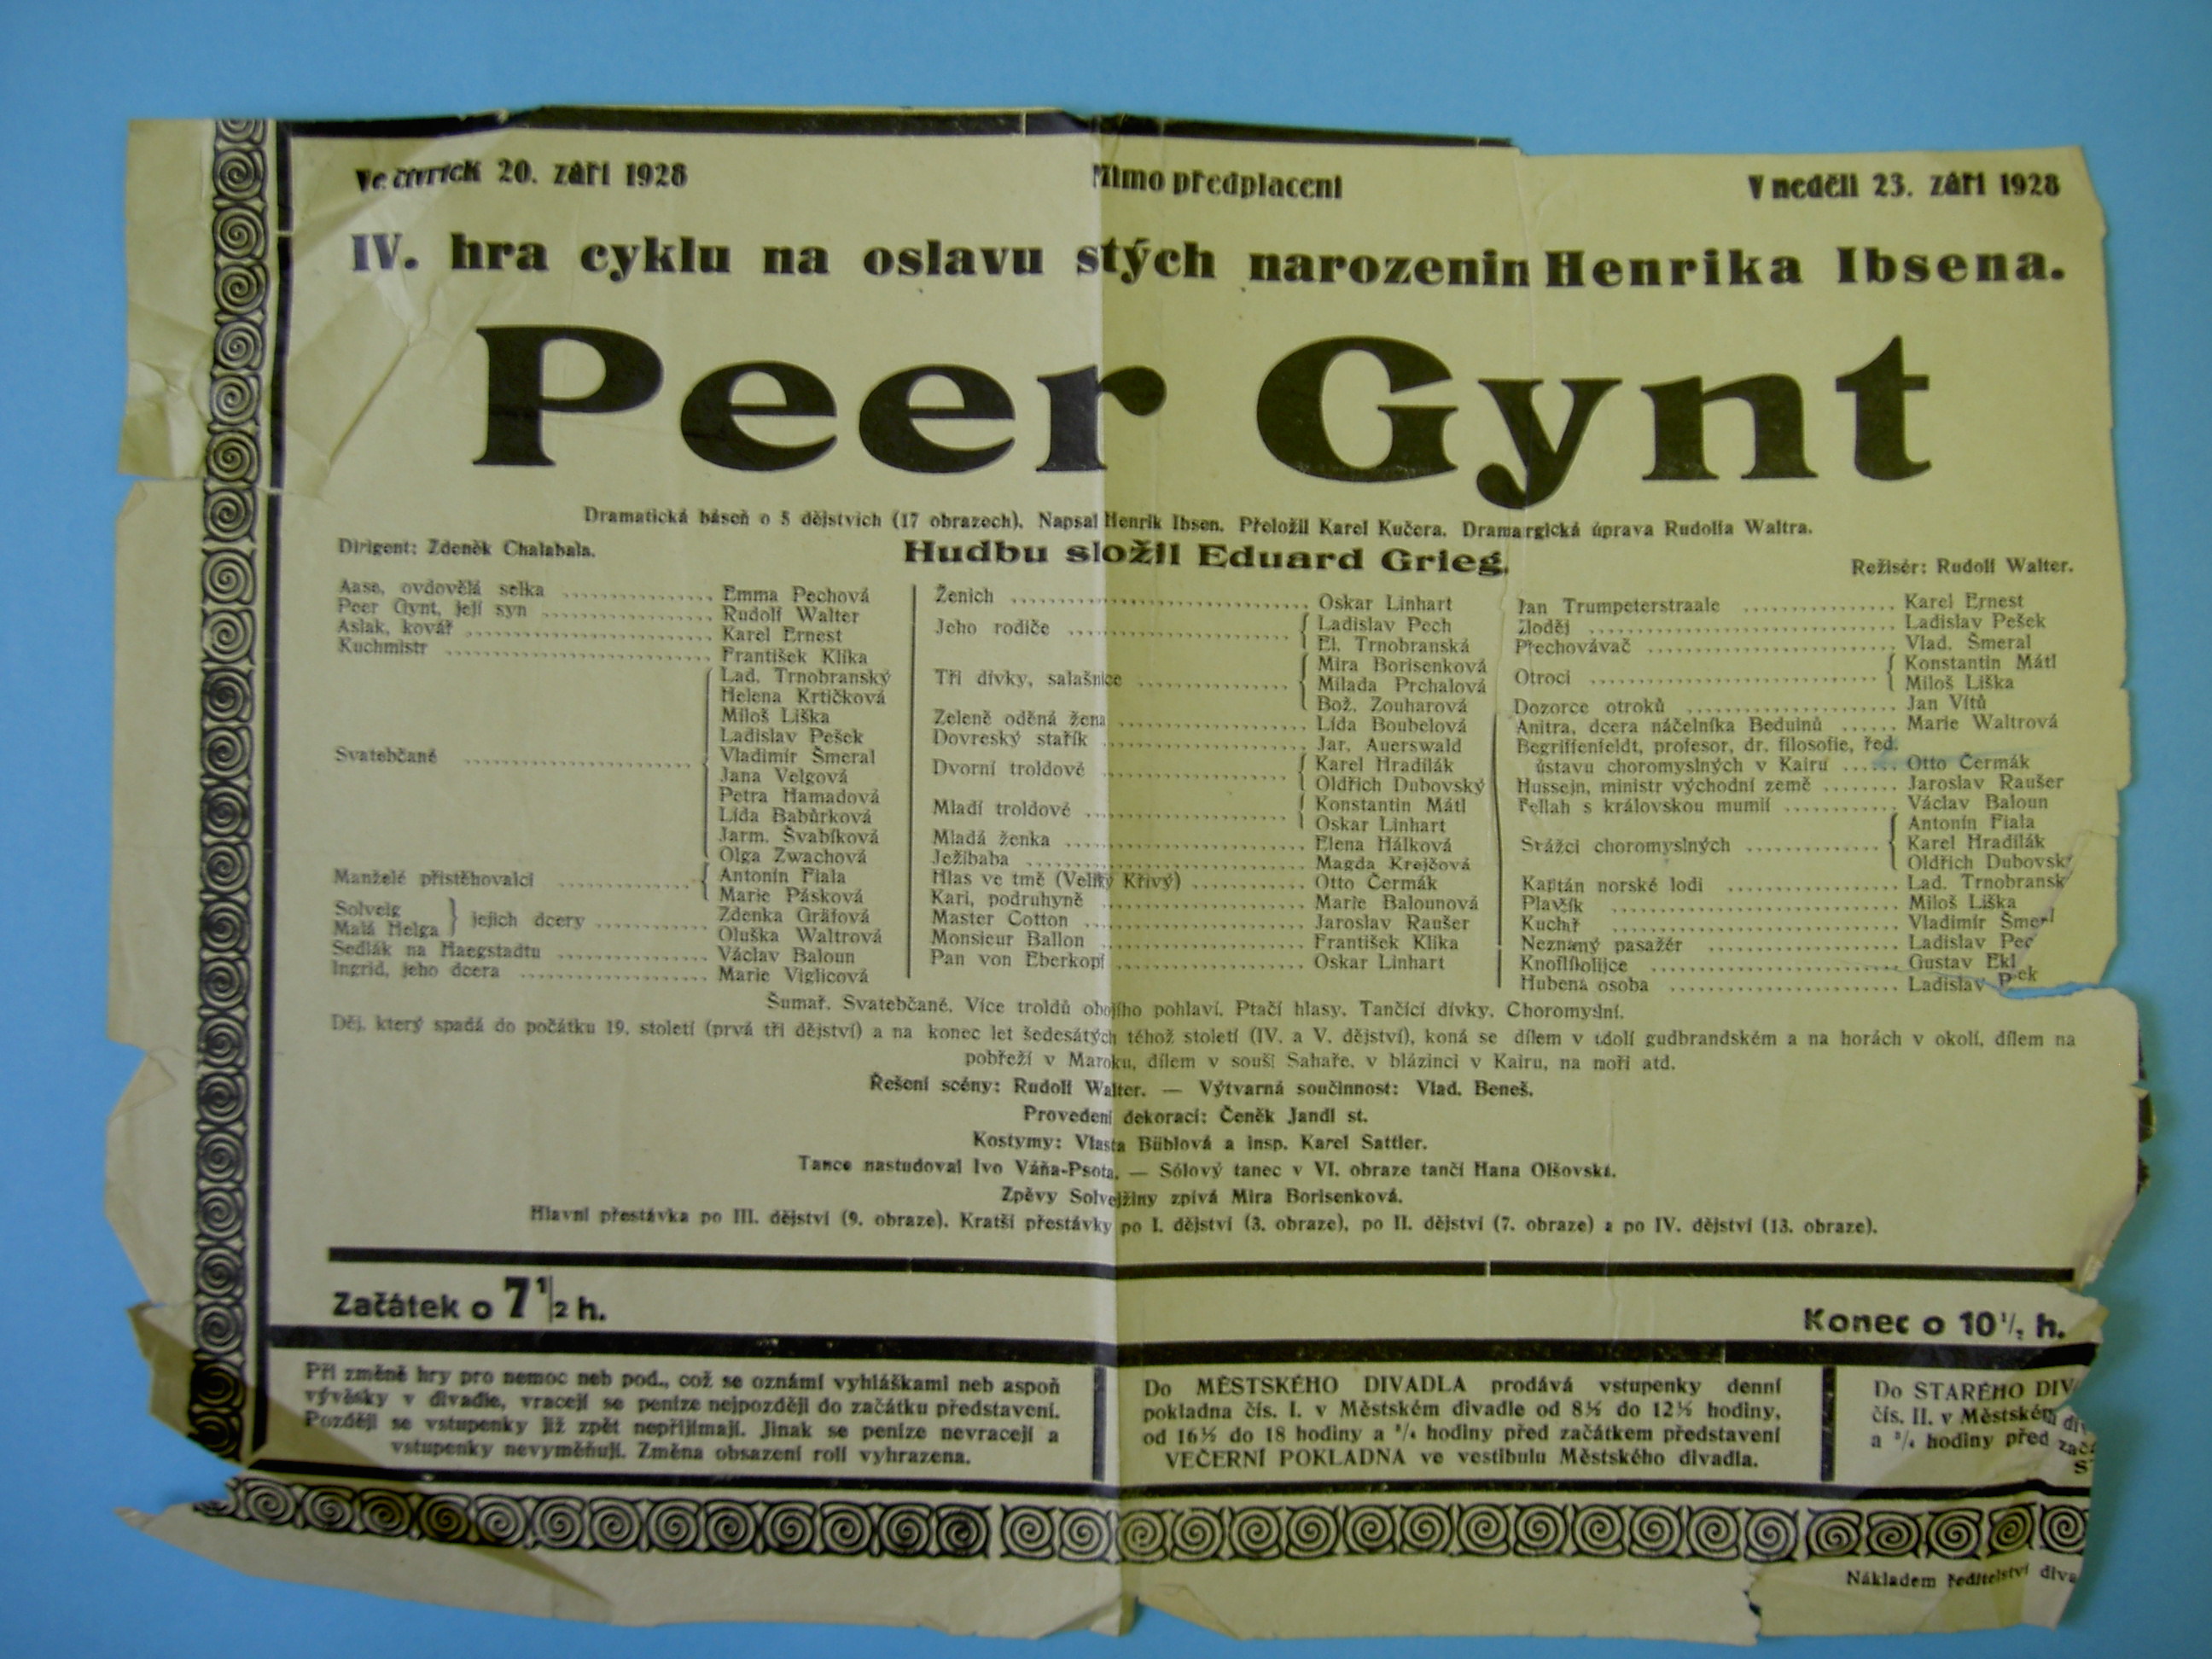 Ve čtvrtek 20. září 1928
Mimo předplacení
V neděli 23. září 1928
IV. hra cyklu na oslavu stých narozenin Henrika Ibsena.
Peer Gynt
Dramatická báseň o 5 dějstvích (17 obrazech). Napsal Henrik Ibsen. Přeložil Karel Kučera. Dramargická úprava Rudolfa Waltra.
Dirigent: Zdeněk Chalabala.
Hudbu složil Eduard Grieg.
Režisér: Rudolf Walter.
Aase, ovdovělá selka ........ Emma Pechová
Peer Gynt, její syn ........ Rudolf Walter
Aslak, kovář ........ Karel Ernest
Kuchmistr ........ František Klika
Svatebčané ........ { Lad. Trnobranský
Helena Krtičková
Miloš Liška
Ladislav Pešek
Vladimír Šmeral
Jana Velgová
Petra Hamadová
Lída Babůrková
Jarm. Švabíková
Olga Zwachová
Manželé přistěhovalci ........ { Antonín Fiala
Marie Pásková
Solveig } jejich dcery ........ Zdenka Gräfová
Malá Helga } Oluška Waltrová
Sedlák na Haegstadtu ........ Václav Baloun
Ingrid, jeho dcera ........ Marie Viglicová
Ženich ........ Oskar Linhart
Jeho rodiče ........ { Ladislav Pech
El. Trnobranská
Tři dívky, salašnice ........ { Mira Borisenková
Milada Prchalová
Bož. Zouharová
Zeleně oděná žena ........ Lída Boubelová
Dovreský stařík ........ Jar. Auerswald
Dvorní troldové ........ { Karel Hradilák
Oldřich Dubovský
Mladí troldové ........ { Konstantin Mátl
Oskar Linhart
Mladá ženka ........ Elena Hálková
Ježibaba ........ Magda Krejčová
Hlas ve tmě (Veliký Křivý) ........ Otto Čermák
Kari, podruhyně ........ Marie Balounová
Master Cotton ........ Jaroslav Raušer
Monsieur Ballon ........ František Klika
Pan von Eberkopf ........ Oskar Linhart
Jan Trumpeterstraale ........ Karel Ernest
Zloděj ........ Ladislav Pešek
Přechovávač ........ Vlad. Šmeral
Otroci ........ { Konstantin Mátl
Miloš Liška
Dozorce otroků ........ Jan Vítů
Anitra, dcera náčelníka Beduinů ...... Marie Waltrová
Begriffenfeldt, profesor, dr. filosofie, řed.
ústavu choromyslných v Kairu ...... Otto Čermák
Hussejn, ministr východní země ........ Jaroslav Raušer
Fellah s královskou mumií ........ Václav Baloun
Strážci choromyslných ........ { Antonín Fiala
Karel Hradilák
Oldřich Dubovsk
Kapitán norské lodi ........ Lad. Trnobransk
Plavčík ........ Miloš Liška
Kuchař ........ Vladimír Šmeral
Neznámý pasažér ........ Ladislav Pec
Knoflíkolijce ........ Gustav Ekl
Hubená osoba ........ Ladislav
Šumař. Svatebčané. Více troldů obojího pohlaví. Ptačí hlasy. Tančící dívky. Choromyslní.
Děj, který spadá do počátku 19. století (prvá tři dějství) a na konec let šedesátých téhož století (IV. a V. dějství), koná se dílem v údolí gudbrandském a na horách v okolí, dílem na
pobřeží v Maroku, dílem v souši Sahaře, v blázinci v Kairu, na moři atd.
Řešení scény: Rudolf Walter. — Výtvarná součinnost: Vlad. Beneš.
Provedení dekorací: Čeněk Jandl st.
Kostymy: Vlasta Büblová a insp. Karel Sattler.
Tance nastudoval Ivo Váňa-Psota. — Sólový tanec v VI. obraze tančí Hana Olšovská.
Zpěvy Solvejžiny zpívá Mira Borisenková.
Hlavní přestávka po III. dějství (9. obraze). Kratší přestávky po I. dějství (3. obraze), po II. dějství (7. obraze) a po IV. dějství (13. obraze).
Začátek o 7 1/2 h.
Konec o 10 1/2 h.
Při změně hry pro nemoc neb pod., což se oznámí vyhláškami neb aspoň
vývěsky v divadle, vracejí se peníze nejpozději do začátku představení.
Později se vstupenky již zpět nepřijímají. Jinak se peníze nevracejí a
vstupenky nevyměňují. Změna obsazení rolí vyhrazena.
Do MĚSTSKÉHO DIVADLA prodává vstupenky denní
pokladna čís. I. v Městském divadle od 8½ do 12½ hodiny,
od 16½ do 18 hodiny a ¾ hodiny před začátkem představení
VEČERNÍ POKLADNA ve vestibulu Městského divadla.
Do STARÉHO DIV
čís. II. v Městském div
a ¾ hodiny před zač
Nákladem ředitelství diva